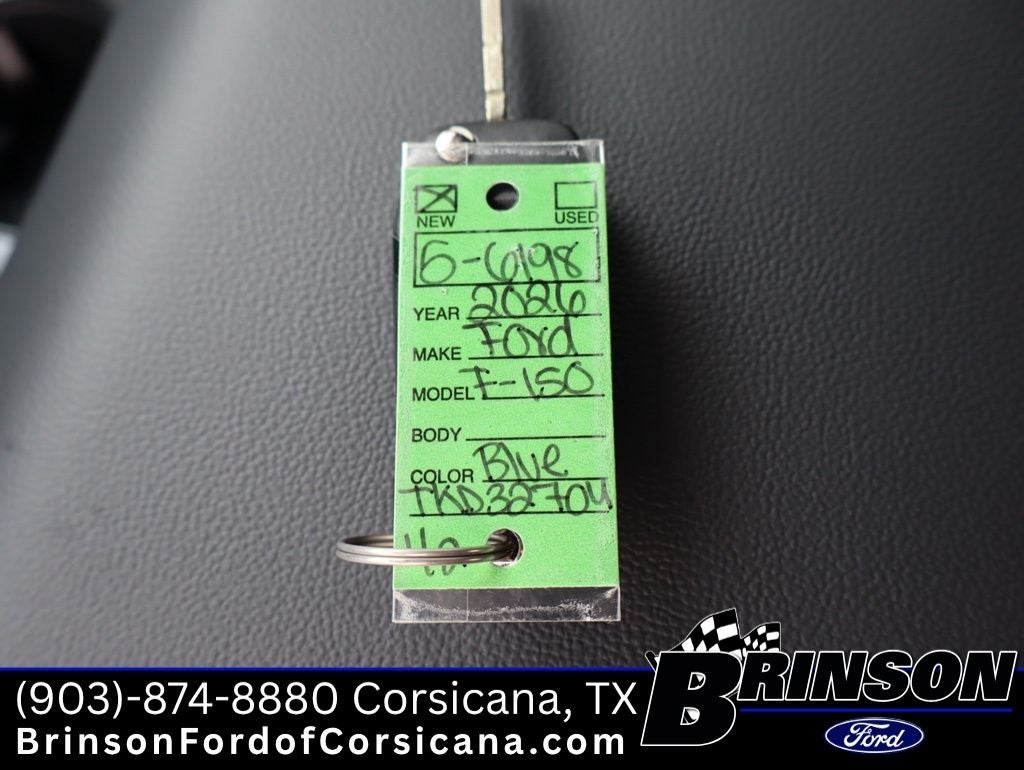 NEW USED
5-6198
YEAR 2026
MAKE Ford
MODEL F-150
BODY
COLOR Blue
TKD32704
(903)-874-8880 Corsicana, TX
BrinsonFordofCorsicana.com
BRINSON
Ford